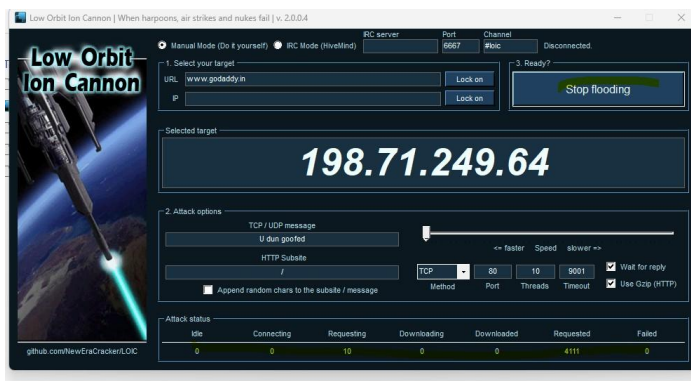 Low Orbit Ion Cannon | When harpoons, air strikes and nukes fail | v. 2.0.0.4
Low Orbit
Ion Cannon
github.com/NewEraCracker/LOIC
Manual Mode (Do it yourself) IRC Mode (HiveMind)
IRC server Port Channel
6667 #loic Disconnected.
1. Select your target
URL www.godaddy.in Lock on
IP Lock on
3. Ready?
Stop flooding
Selected target
198.71.249.64
2. Attack options
TCP / UDP message
U dun goofed
HTTP Subsite
/
Append random chars to the subsite / message
<= faster Speed slower =>
TCP 80 10 9001 Wait for reply
Method Port Threads Timeout Use Gzip (HTTP)
Attack status
Idle Connecting Requesting Downloading Downloaded Requested Failed
0 0 10 0 0 4111 0